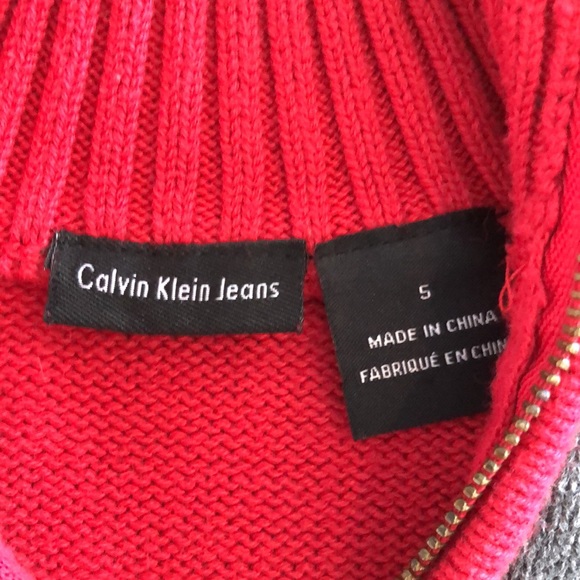 Calvin Klein Jeans
5
MADE IN CHINA
FABRIQUÉ EN CHIN